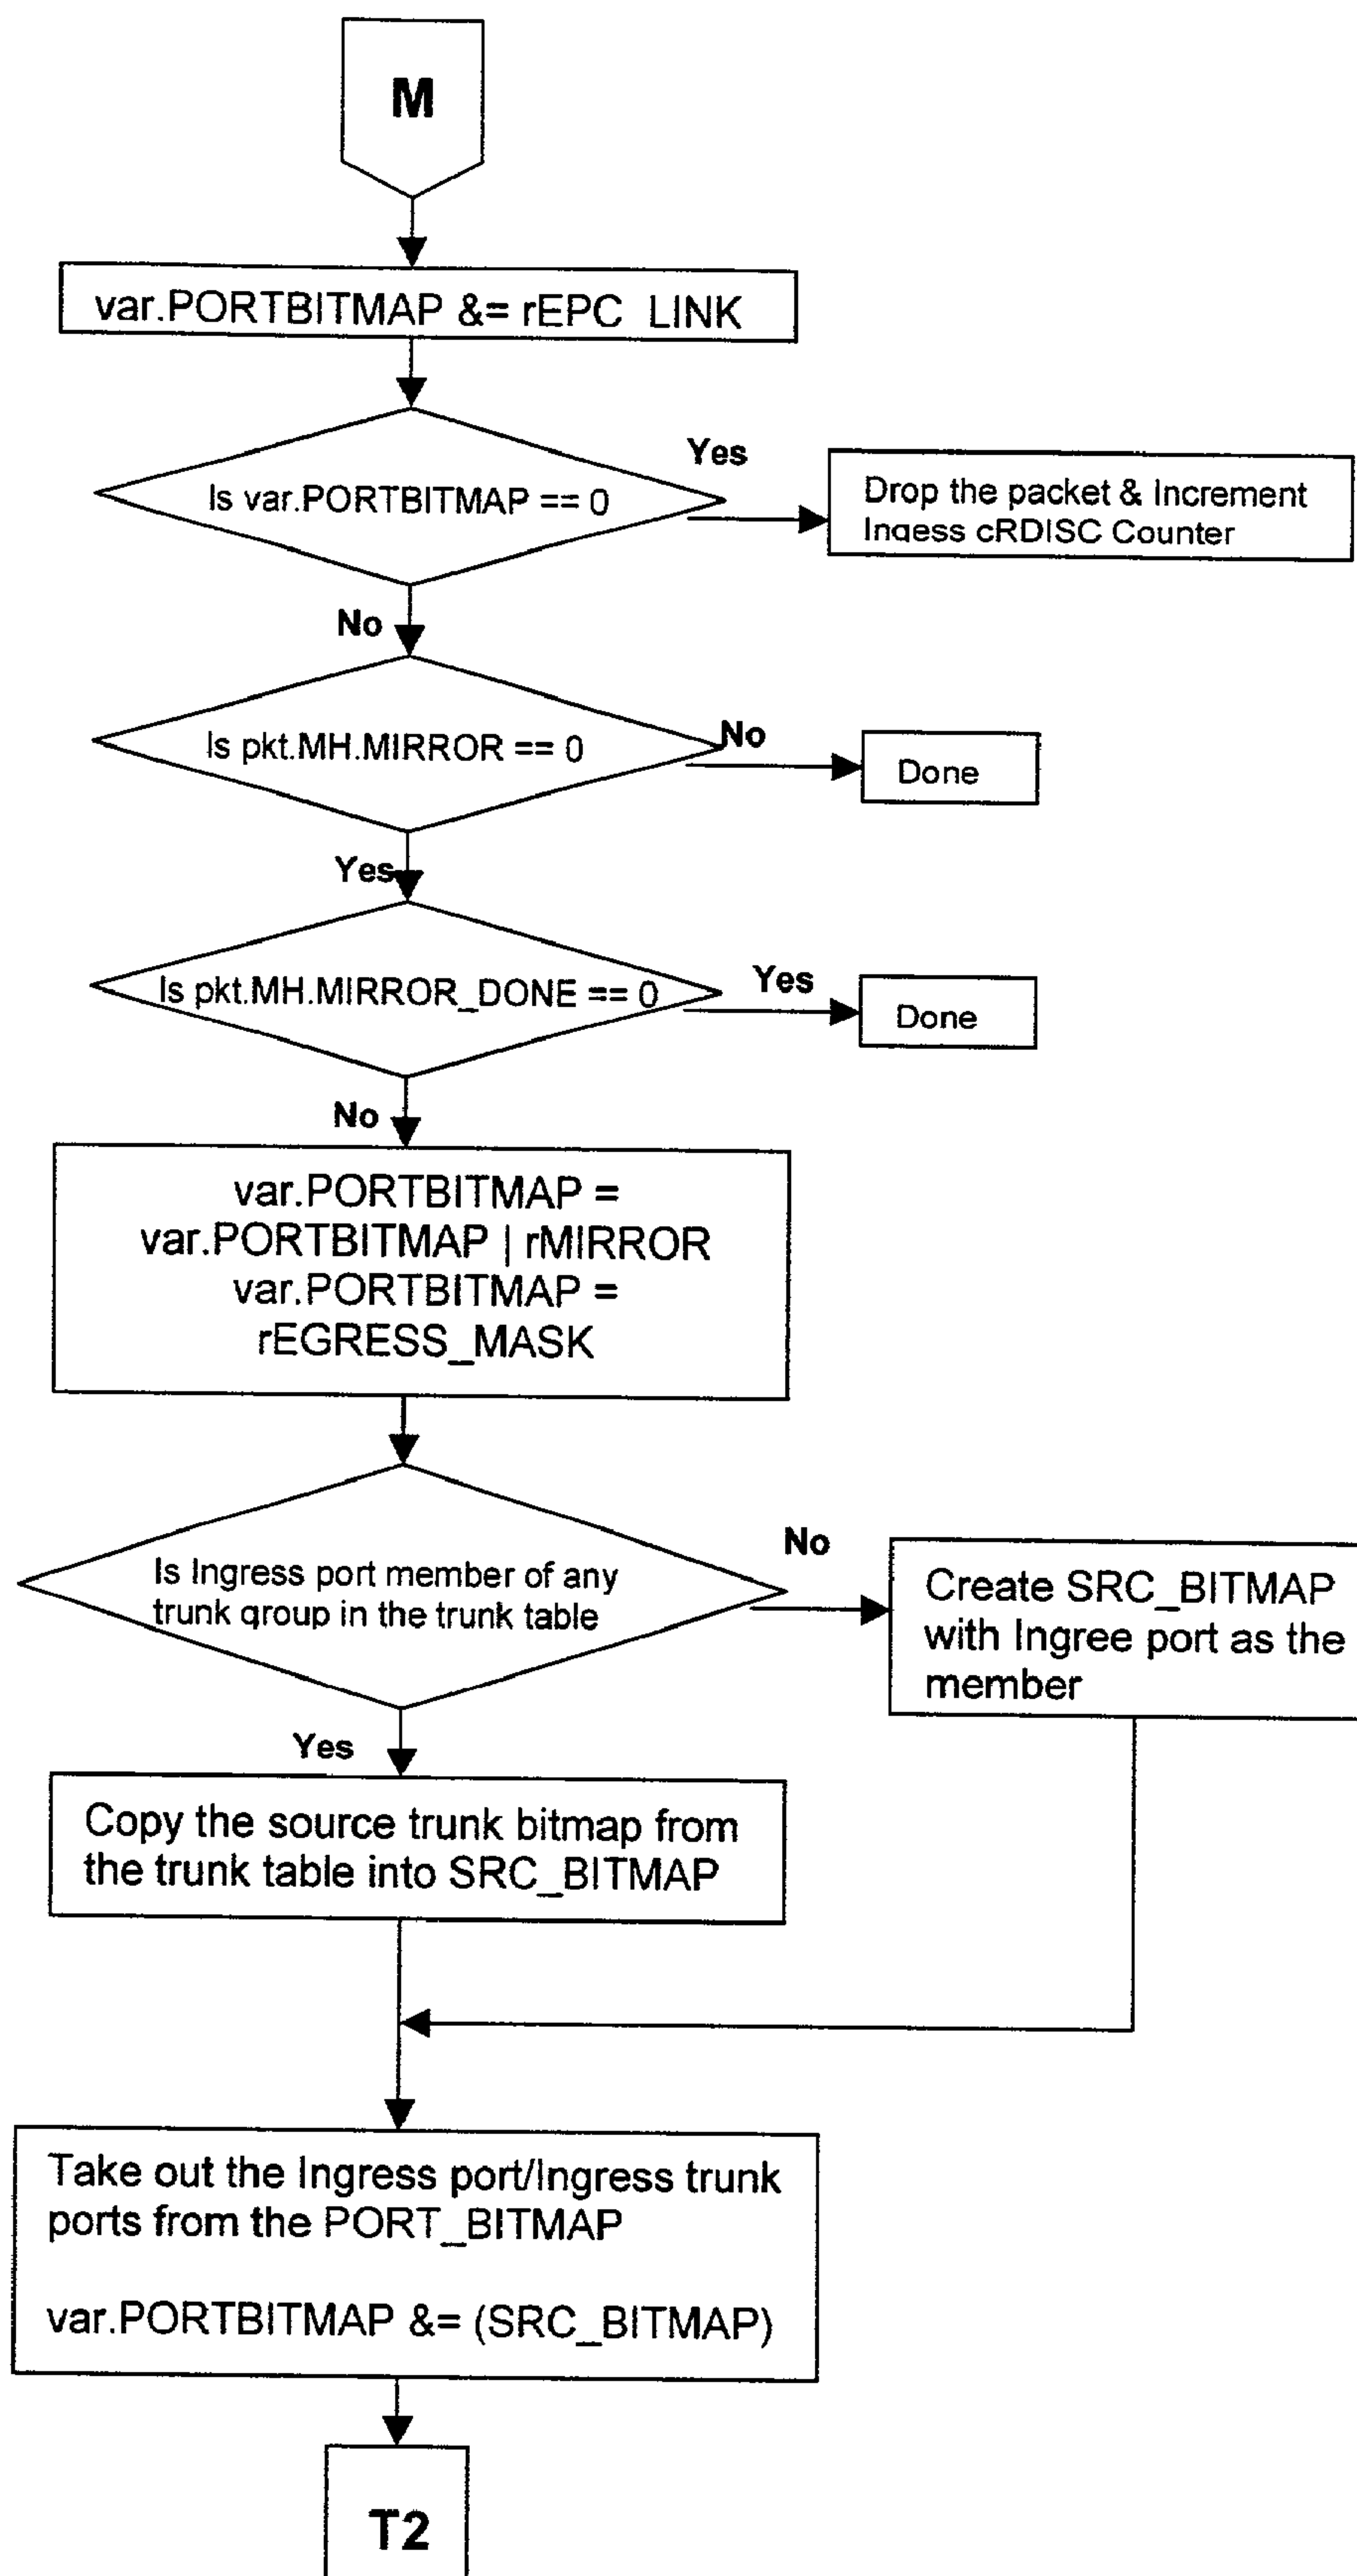 M
var.PORTBITMAP &= rEPC_LINK
Is var.PORTBITMAP == 0
Yes
Drop the packet & Increment
Ingess cRDISC Counter
No
Is pkt.MH.MIRROR == 0
No
Done
Yes
Is pkt.MH.MIRROR_DONE == 0
Yes
Done
No
var.PORTBITMAP =
var.PORTBITMAP | rMIRROR
var.PORTBITMAP =
rEGRESS_MASK
Is Ingress port member of any
trunk group in the trunk table
No
Create SRC_BITMAP
with Ingree port as the
member
Yes
Copy the source trunk bitmap from
the trunk table into SRC_BITMAP
Take out the Ingress port/Ingress trunk
ports from the PORT_BITMAP
var.PORTBITMAP &= (SRC_BITMAP)
T2